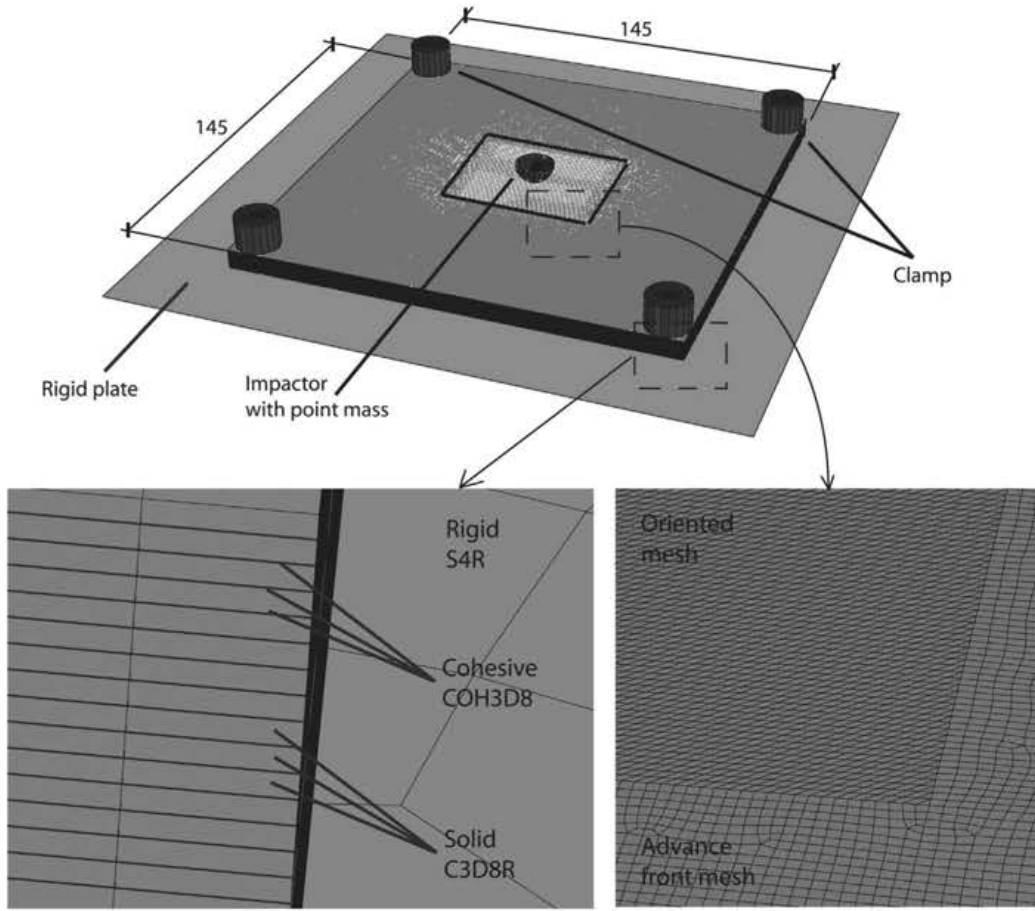 145
145
Clamp
Rigid plate
Impactor
with point mass
Rigid
S4R
Cohesive
COH3D8
Solid
C3D8R
Oriented
mesh
Advance
front mesh